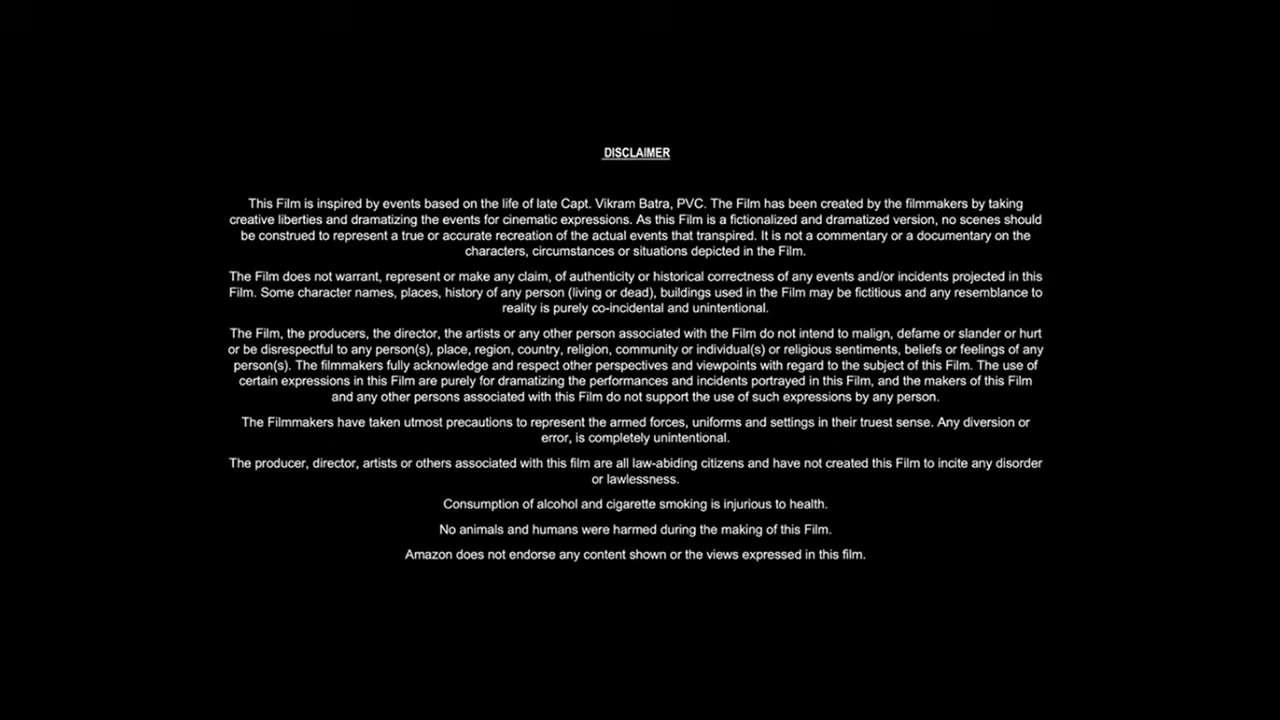 DISCLAIMER
This Film is inspired by events based on the life of late Capt. Vikram Batra, PVC. The Film has been created by the filmmakers by taking
creative liberties and dramatizing the events for cinematic expressions. As this Film is a fictionalized and dramatized version, no scenes should
be construed to represent a true or accurate recreation of the actual events that transpired. It is not a commentary or a documentary on the
characters, circumstances or situations depicted in the Film.
The Film does not warrant, represent or make any claim, of authenticity or historical correctness of any events and/or incidents projected in this
Film. Some character names, places, history of any person (living or dead), buildings used in the Film may be fictitious and any resemblance to
reality is purely co-incidental and unintentional.
The Film, the producers, the director, the artists or any other person associated with the Film do not intend to malign, defame or slander or hurt
or be disrespectful to any person(s), place, region, country, religion, community or individual(s) or religious sentiments, beliefs or feelings of any
person(s). The filmmakers fully acknowledge and respect other perspectives and viewpoints with regard to the subject of this Film. The use of
certain expressions in this Film are purely for dramatizing the performances and incidents portrayed in this Film, and the makers of this Film
and any other persons associated with this Film do not support the use of such expressions by any person.
The Filmmakers have taken utmost precautions to represent the armed forces, uniforms and settings in their truest sense. Any diversion or
error, is completely unintentional.
The producer, director, artists or others associated with this film are all law-abiding citizens and have not created this Film to incite any disorder
or lawlessness.
Consumption of alcohol and cigarette smoking is injurious to health.
No animals and humans were harmed during the making of this Film.
Amazon does not endorse any content shown or the views expressed in this film.